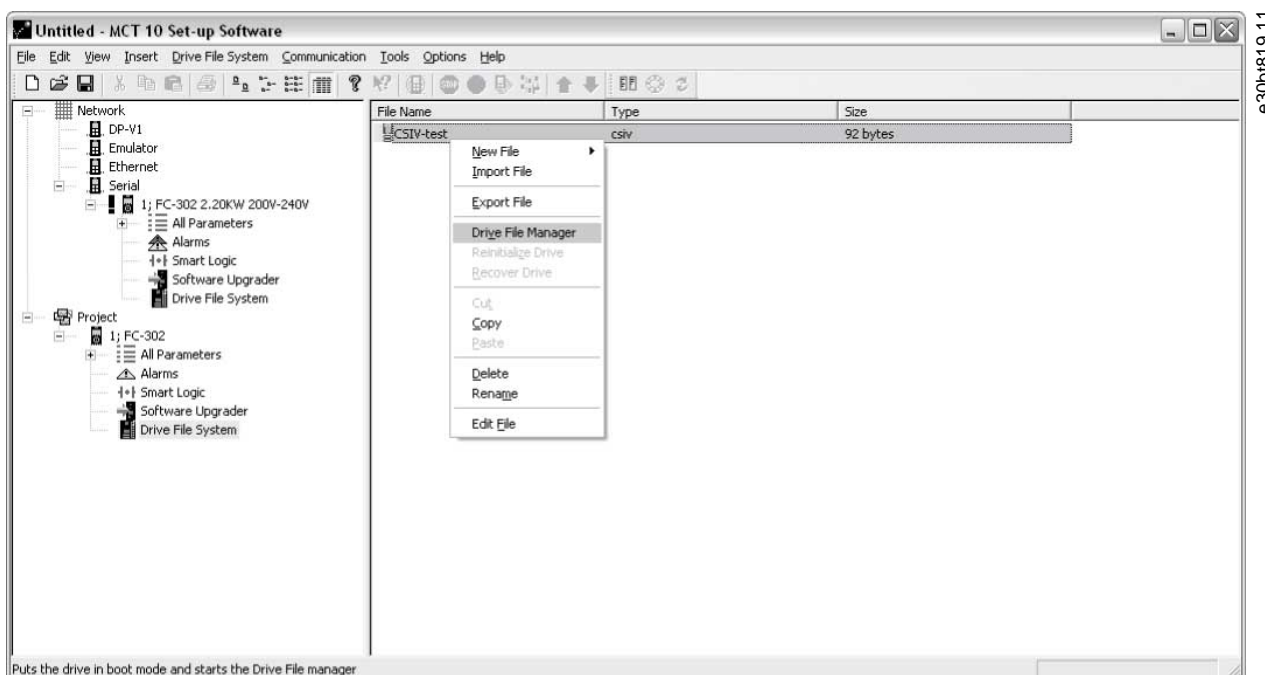 Untitled - MCT 10 Set-up Software
File Edit View Insert Drive File System Communication Tools Options Help
Network
DP-V1
Emulator
Ethernet
Serial
1; FC-302 2.20KW 200V-240V
All Parameters
Alarms
Smart Logic
Software Upgrader
Drive File System
Project
1; FC-302
All Parameters
Alarms
Smart Logic
Software Upgrader
Drive File System
File Name Type Size
CSIV-test csiv 92 bytes
New File
Import File
Export File
Drive File Manager
Reinitialize Drive
Recover Drive
Cut
Copy
Paste
Delete
Rename
Edit File
Puts the drive in boot mode and starts the Drive File manager
e30bt819.11